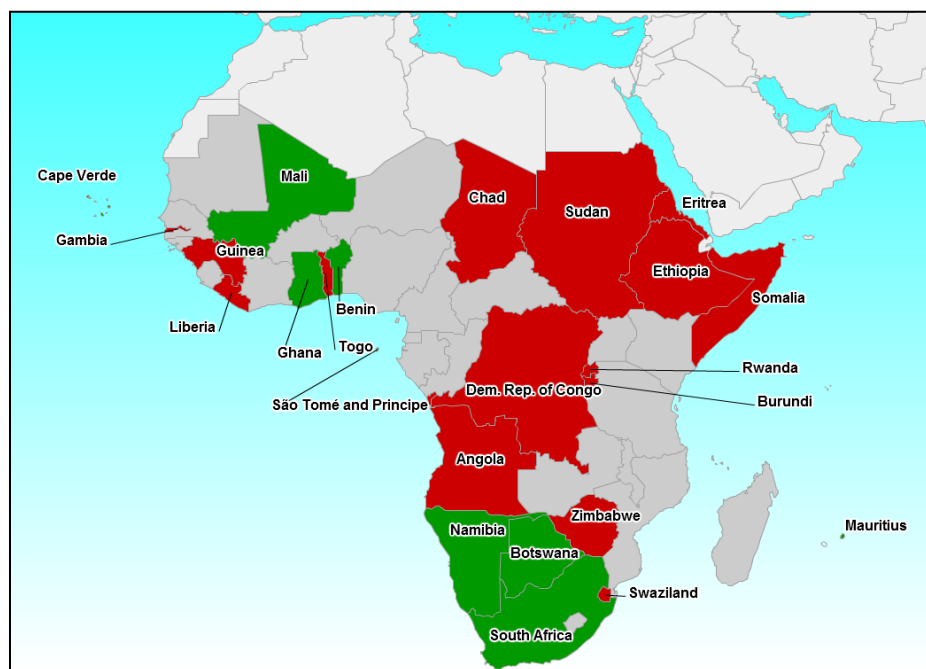 Cape Verde
Mali
Chad
Sudan
Eritrea
Gambia
Guinea
Ethiopia
Somalia
Benin
Liberia
Togo
Ghana
Rwanda
Dem. Rep. of Congo
Burundi
São Tomé and Principe
Angola
Zimbabwe
Namibia
Mauritius
Botswana
Swaziland
South Africa